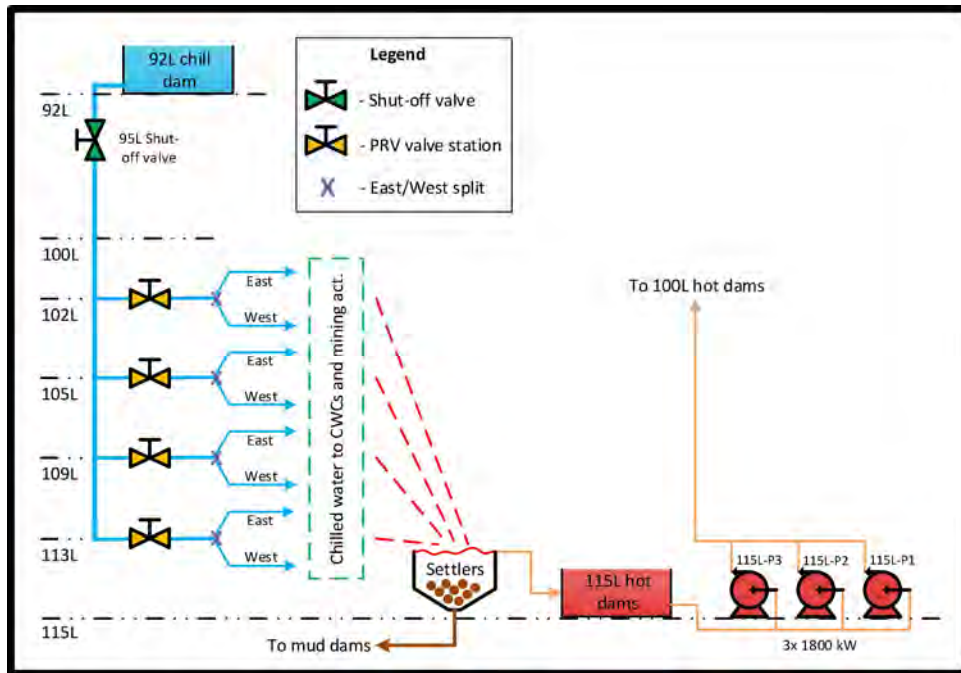 92L chill
dam
92L
95L Shut-
off valve
Legend
- Shut-off valve
- PRV valve station
- East/West split
100L
102L
East
West
105L
East
West
109L
East
West
113L
East
West
Chilled water to CWCs and mining act.
To 100L hot dams
Settlers
115L hot
dams
115L-P3
115L-P2
115L-P1
115L
To mud dams
3x 1800 kW